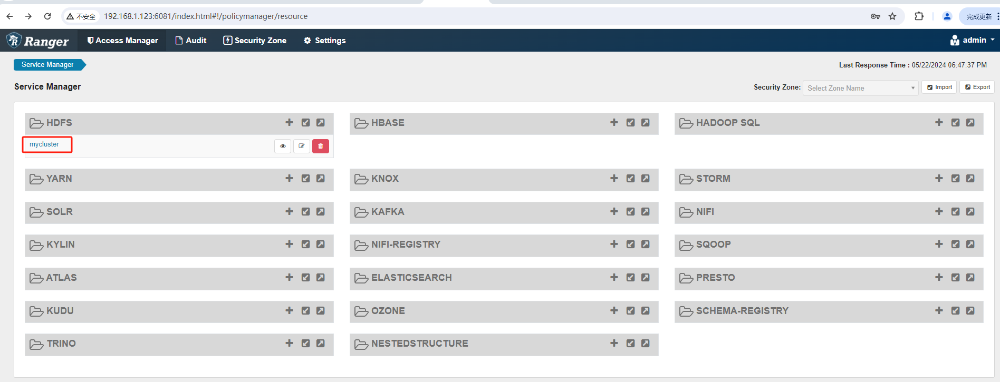 不安全 192.168.1.123:6081/index.html#!/policymanager/resource 完成更新
Ranger Access Manager Audit Security Zone Settings admin
Service Manager Last Response Time : 05/22/2024 06:47:37 PM
Service Manager Security Zone: Select Zone Name Import Export
HDFS HBASE HADOOP SQL
mycluster
YARN KNOX STORM
SOLR KAFKA NIFI
KYLIN NIFI-REGISTRY SQOOP
ATLAS ELASTICSEARCH PRESTO
KUDU OZONE SCHEMA-REGISTRY
TRINO NESTEDSTRUCTURE